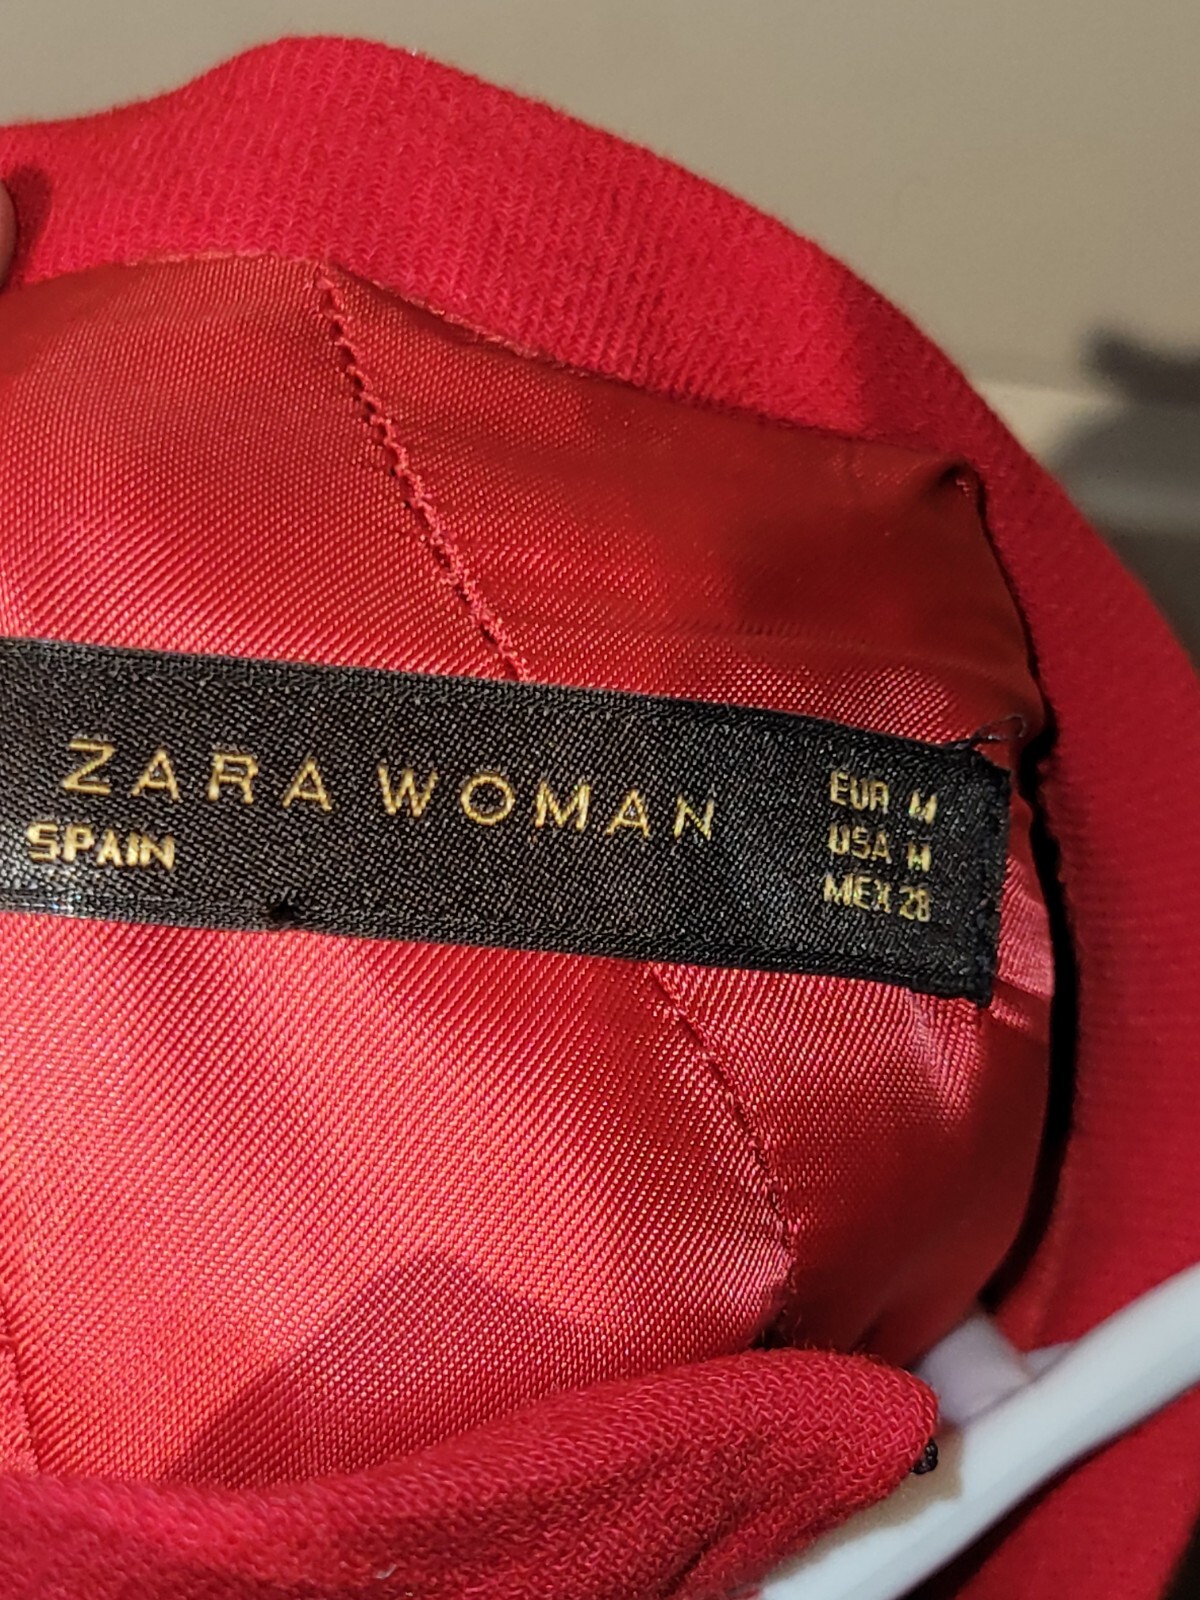 ZARA WOMAN
SPAIN
EUR M
USA M
MEX 28